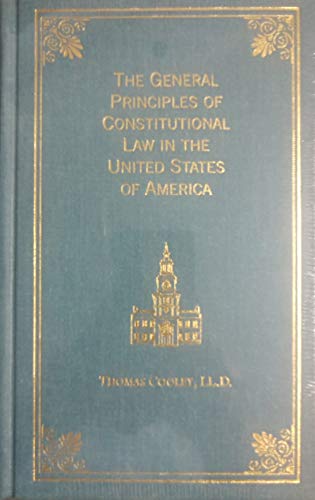 THE GENERAL
PRINCIPLES OF
CONSTITUTIONAL
LAW IN THE
UNITED STATES
OF AMERICA
THOMAS COOLEY, LL.D.